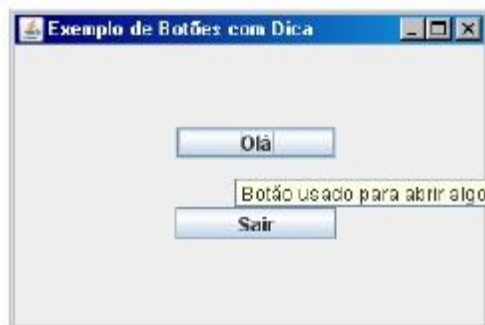 Exemplo de Botões com Dica
Olá
Botão usado para abrir algo
Sair